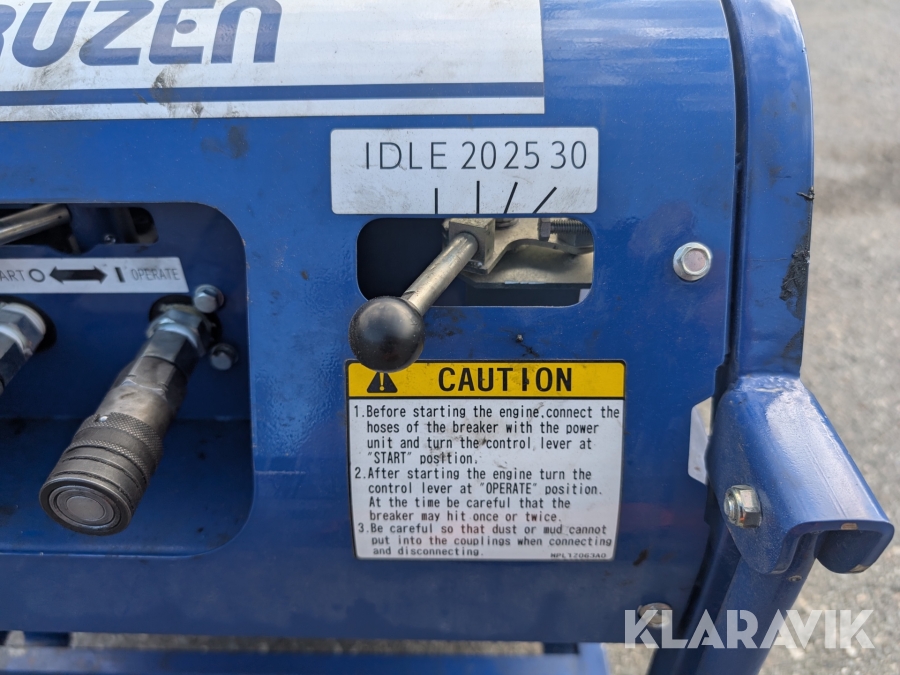 RUZEN
IDLE 20 25 30
ART OPERATE
CAUTION
1.Before starting the engine.connect the
hoses of the breaker with the power
unit and turn the control lever at
"START" position.
2.After starting the engine turn the
control lever at "OPERATE" position.
At the time be careful that the
breaker may hit once or twice.
3.Be careful so that dust or mud cannot
put into the couplings when connecting
and disconnecting.
NPL12063A0
KLARAVIK